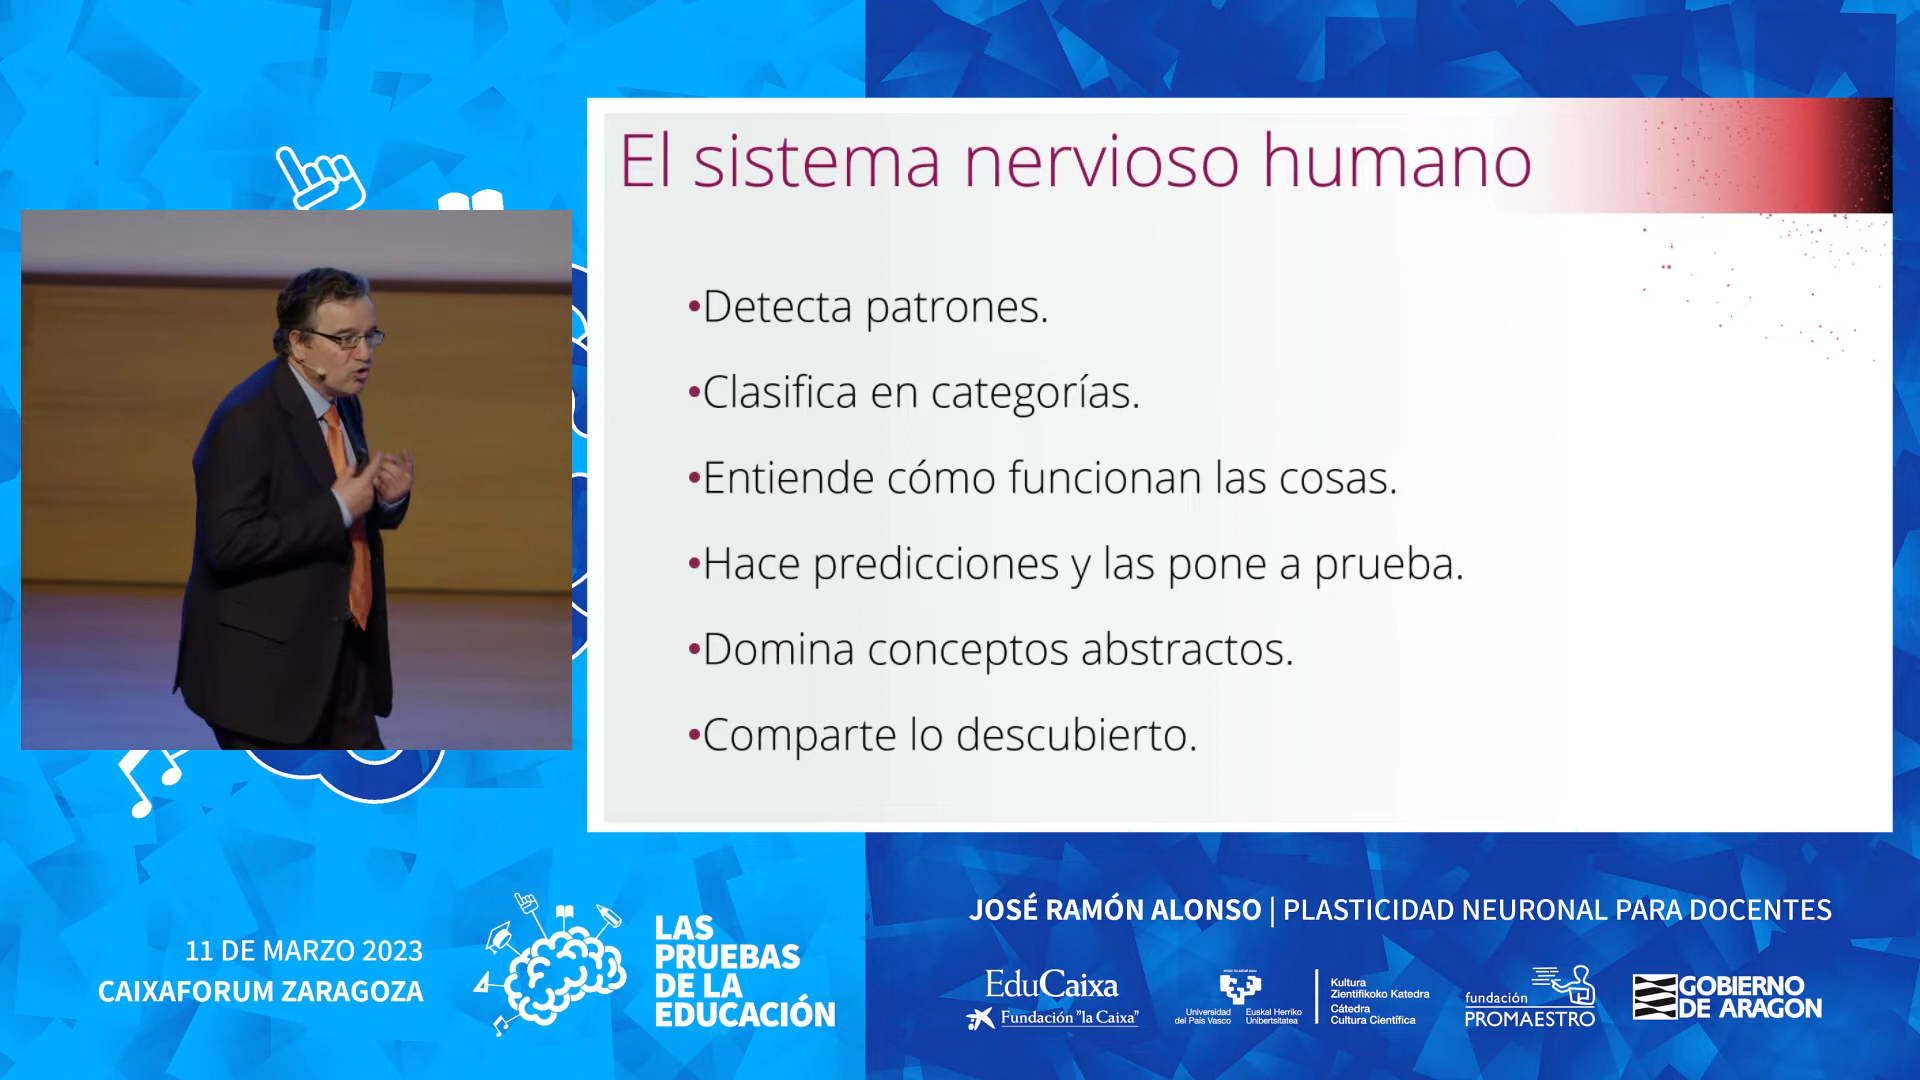 El sistema nervioso humano
•Detecta patrones.
•Clasifica en categorías.
•Entiende cómo funcionan las cosas.
•Hace predicciones y las pone a prueba.
•Domina conceptos abstractos.
•Comparte lo descubierto.
11 DE MARZO 2023
CAIXAFORUM ZARAGOZA
LAS
PRUEBAS
DE LA
EDUCACIÓN
JOSÉ RAMÓN ALONSO | PLASTICIDAD NEURONAL PARA DOCENTES
EduCaixa
Fundación "la Caixa"
Universidad
del País Vasco
Euskal Herriko
Unibertsitatea
Kultura
Zientifikoko Katedra
Cátedra
Cultura Científica
fundación
PROMAESTRO
GOBIERNO
DE ARAGON